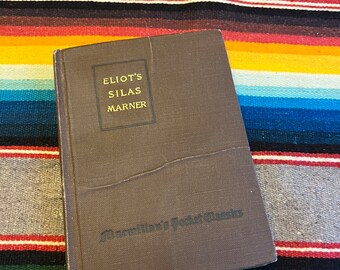 ELIOT'S
SILAS
MARNER
Macmillan's Pocket Classics